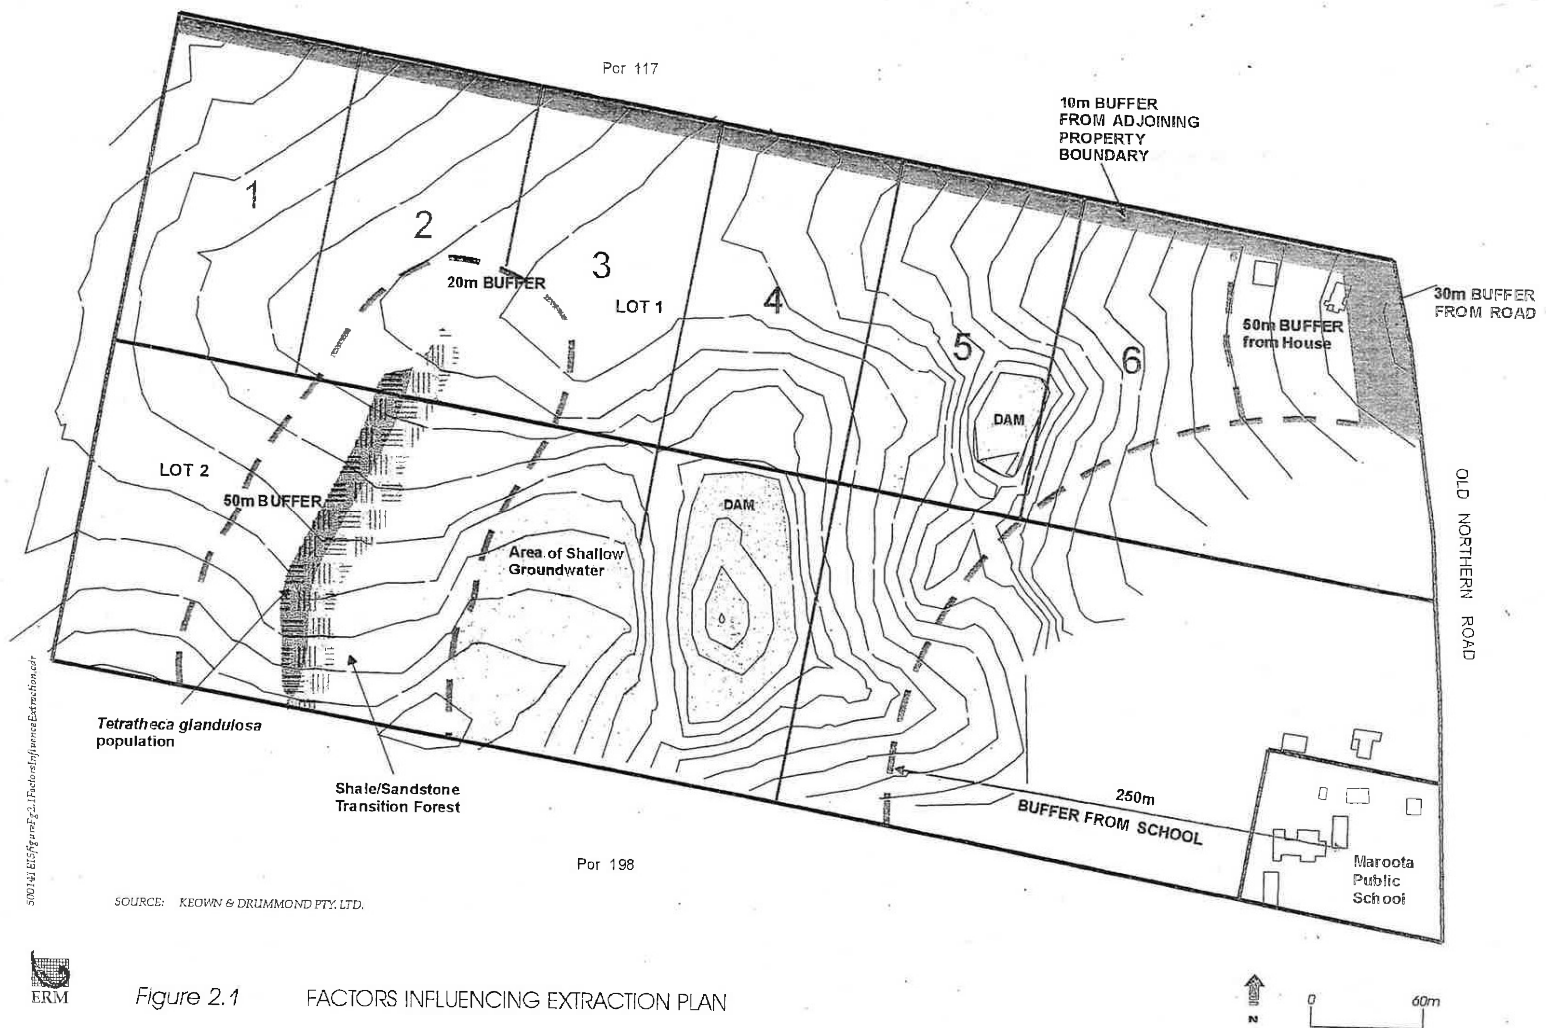 Por 117
10m BUFFER
FROM ADJOINING
PROPERTY
BOUNDARY
1
2
3
4
5
6
20m BUFFER
LOT 1
30m BUFFER
FROM ROAD
50m BUFFER
from House
DAM
LOT 2
50m BUFFER
DAM
Area of Shallow
Groundwater
OLD NORTHERN ROAD
Tetratheca glandulosa
population
Shale/Sandstone
Transition Forest
250m
BUFFER FROM SCHOOL
Maroota
Public
School
Por 198
SOURCE: KEOWN & DRUMMOND PTY. LTD.
ERM
Figure 2.1 FACTORS INFLUENCING EXTRACTION PLAN
N
0 60m